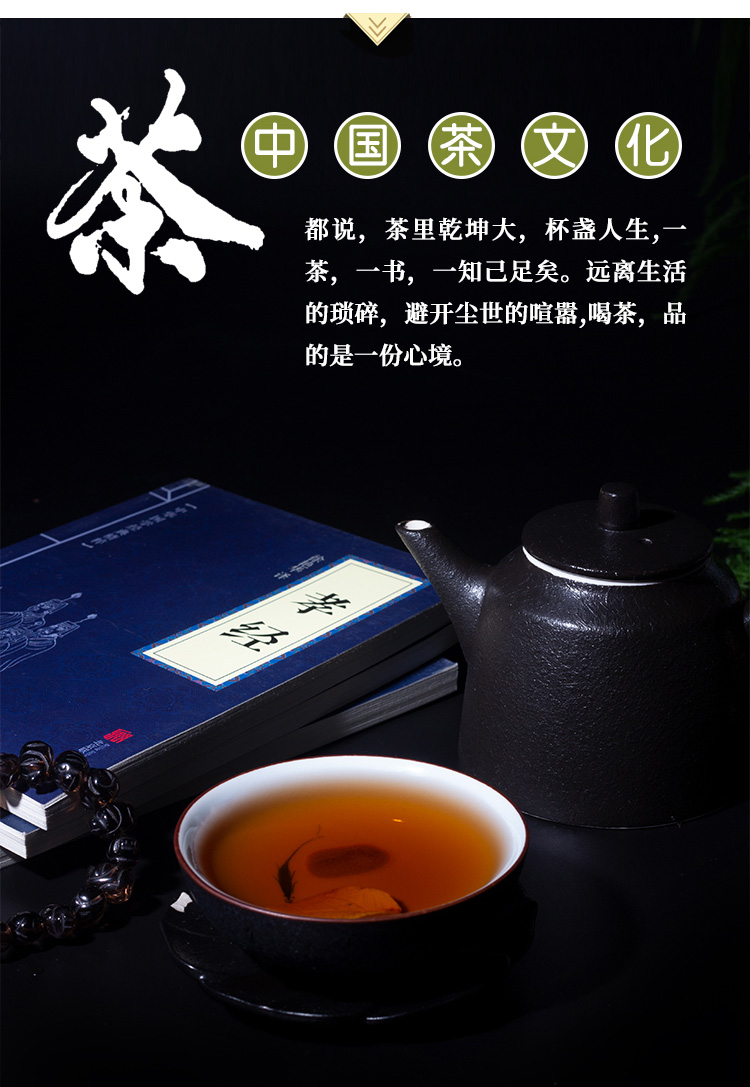 茶
中国茶文化
都说，茶里乾坤大，杯盏人生,一
茶，一书，一知己足矣。远离生活
的琐碎，避开尘世的喧嚣,喝茶，品
的是一份心境。
茶经